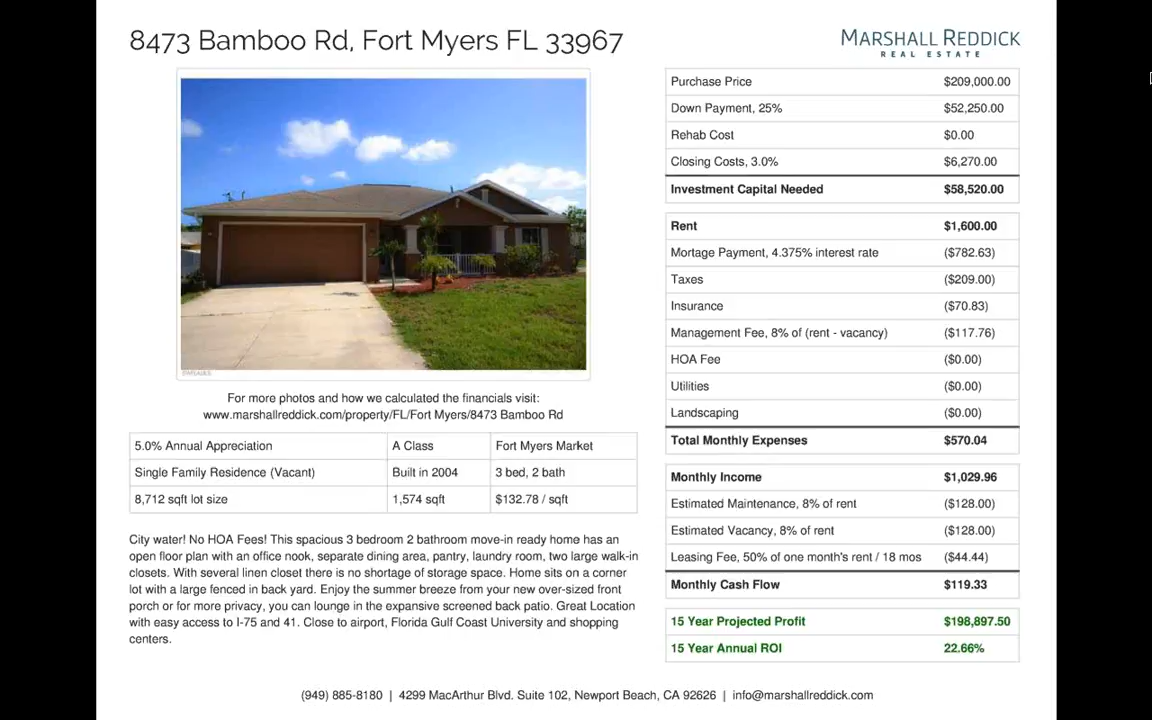 8473 Bamboo Rd, Fort Myers FL 33967
MARSHALL REDDICK
REAL ESTATE
For more photos and how we calculated the financials visit:
www.marshallreddick.com/property/FL/Fort Myers/8473 Bamboo Rd
5.0% Annual Appreciation A Class Fort Myers Market
Single Family Residence (Vacant) Built in 2004 3 bed, 2 bath
8,712 sqft lot size 1,574 sqft $132.78 / sqft
City water! No HOA Fees! This spacious 3 bedroom 2 bathroom move-in ready home has an
open floor plan with an office nook, separate dining area, pantry, laundry room, two large walk-in
closets. With several linen closet there is no shortage of storage space. Home sits on a corner
lot with a large fenced in back yard. Enjoy the summer breeze from your new over-sized front
porch or for more privacy, you can lounge in the expansive screened back patio. Great Location
with easy access to I-75 and 41. Close to airport, Florida Gulf Coast University and shopping
centers.
Purchase Price $209,000.00
Down Payment, 25% $52,250.00
Rehab Cost $0.00
Closing Costs, 3.0% $6,270.00
Investment Capital Needed $58,520.00
Rent $1,600.00
Mortage Payment, 4.375% interest rate ($782.63)
Taxes ($209.00)
Insurance ($70.83)
Management Fee, 8% of (rent - vacancy) ($117.76)
HOA Fee ($0.00)
Utilities ($0.00)
Landscaping ($0.00)
Total Monthly Expenses $570.04
Monthly Income $1,029.96
Estimated Maintenance, 8% of rent ($128.00)
Estimated Vacancy, 8% of rent ($128.00)
Leasing Fee, 50% of one month's rent / 18 mos ($44.44)
Monthly Cash Flow $119.33
15 Year Projected Profit $198,897.50
15 Year Annual ROI 22.66%
(949) 885-8180 | 4299 MacArthur Blvd. Suite 102, Newport Beach, CA 92626 | info@marshallreddick.com